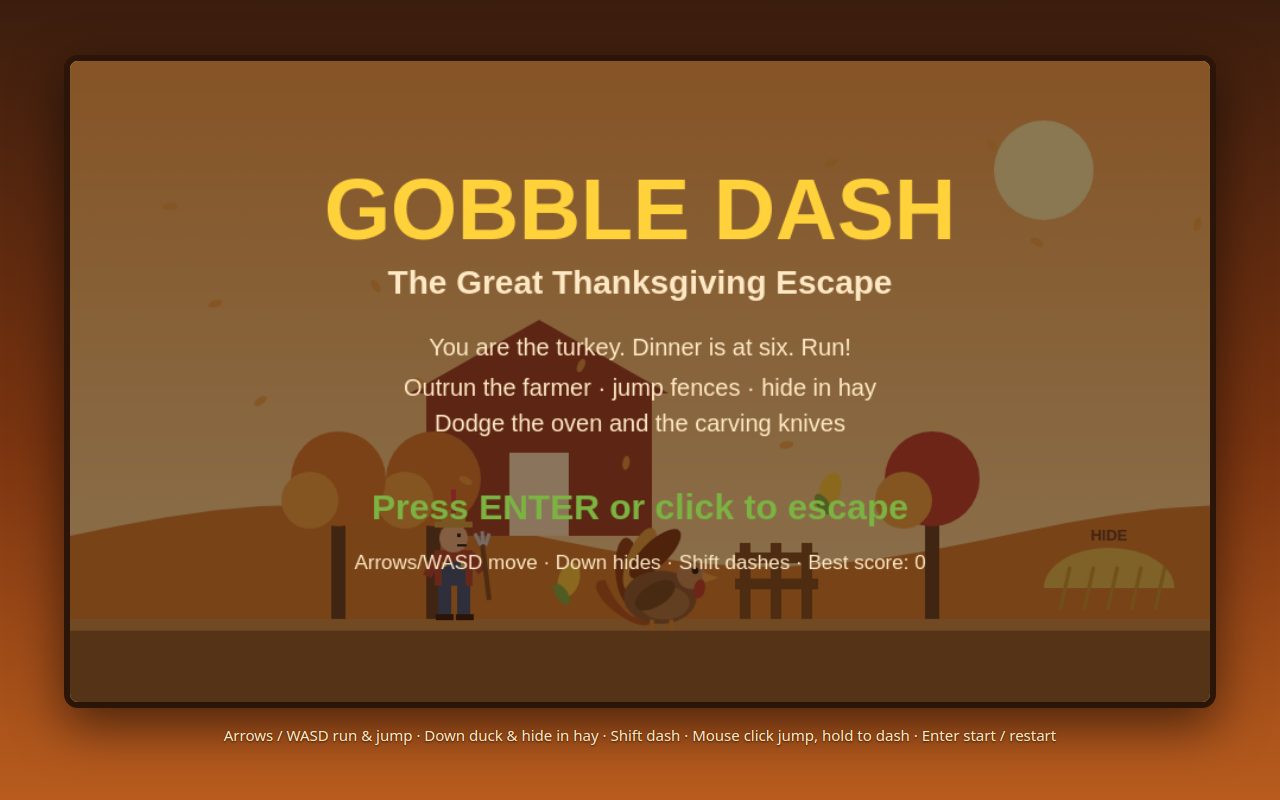 GOBBLE DASH
The Great Thanksgiving Escape
You are the turkey. Dinner is at six. Run!
Outrun the farmer · jump fences · hide in hay
Dodge the oven and the carving knives
Press ENTER or click to escape
HIDE
Arrows/WASD move · Down hides · Shift dashes · Best score: 0
Arrows / WASD run & jump · Down duck & hide in hay · Shift dash · Mouse click jump, hold to dash · Enter start / restart